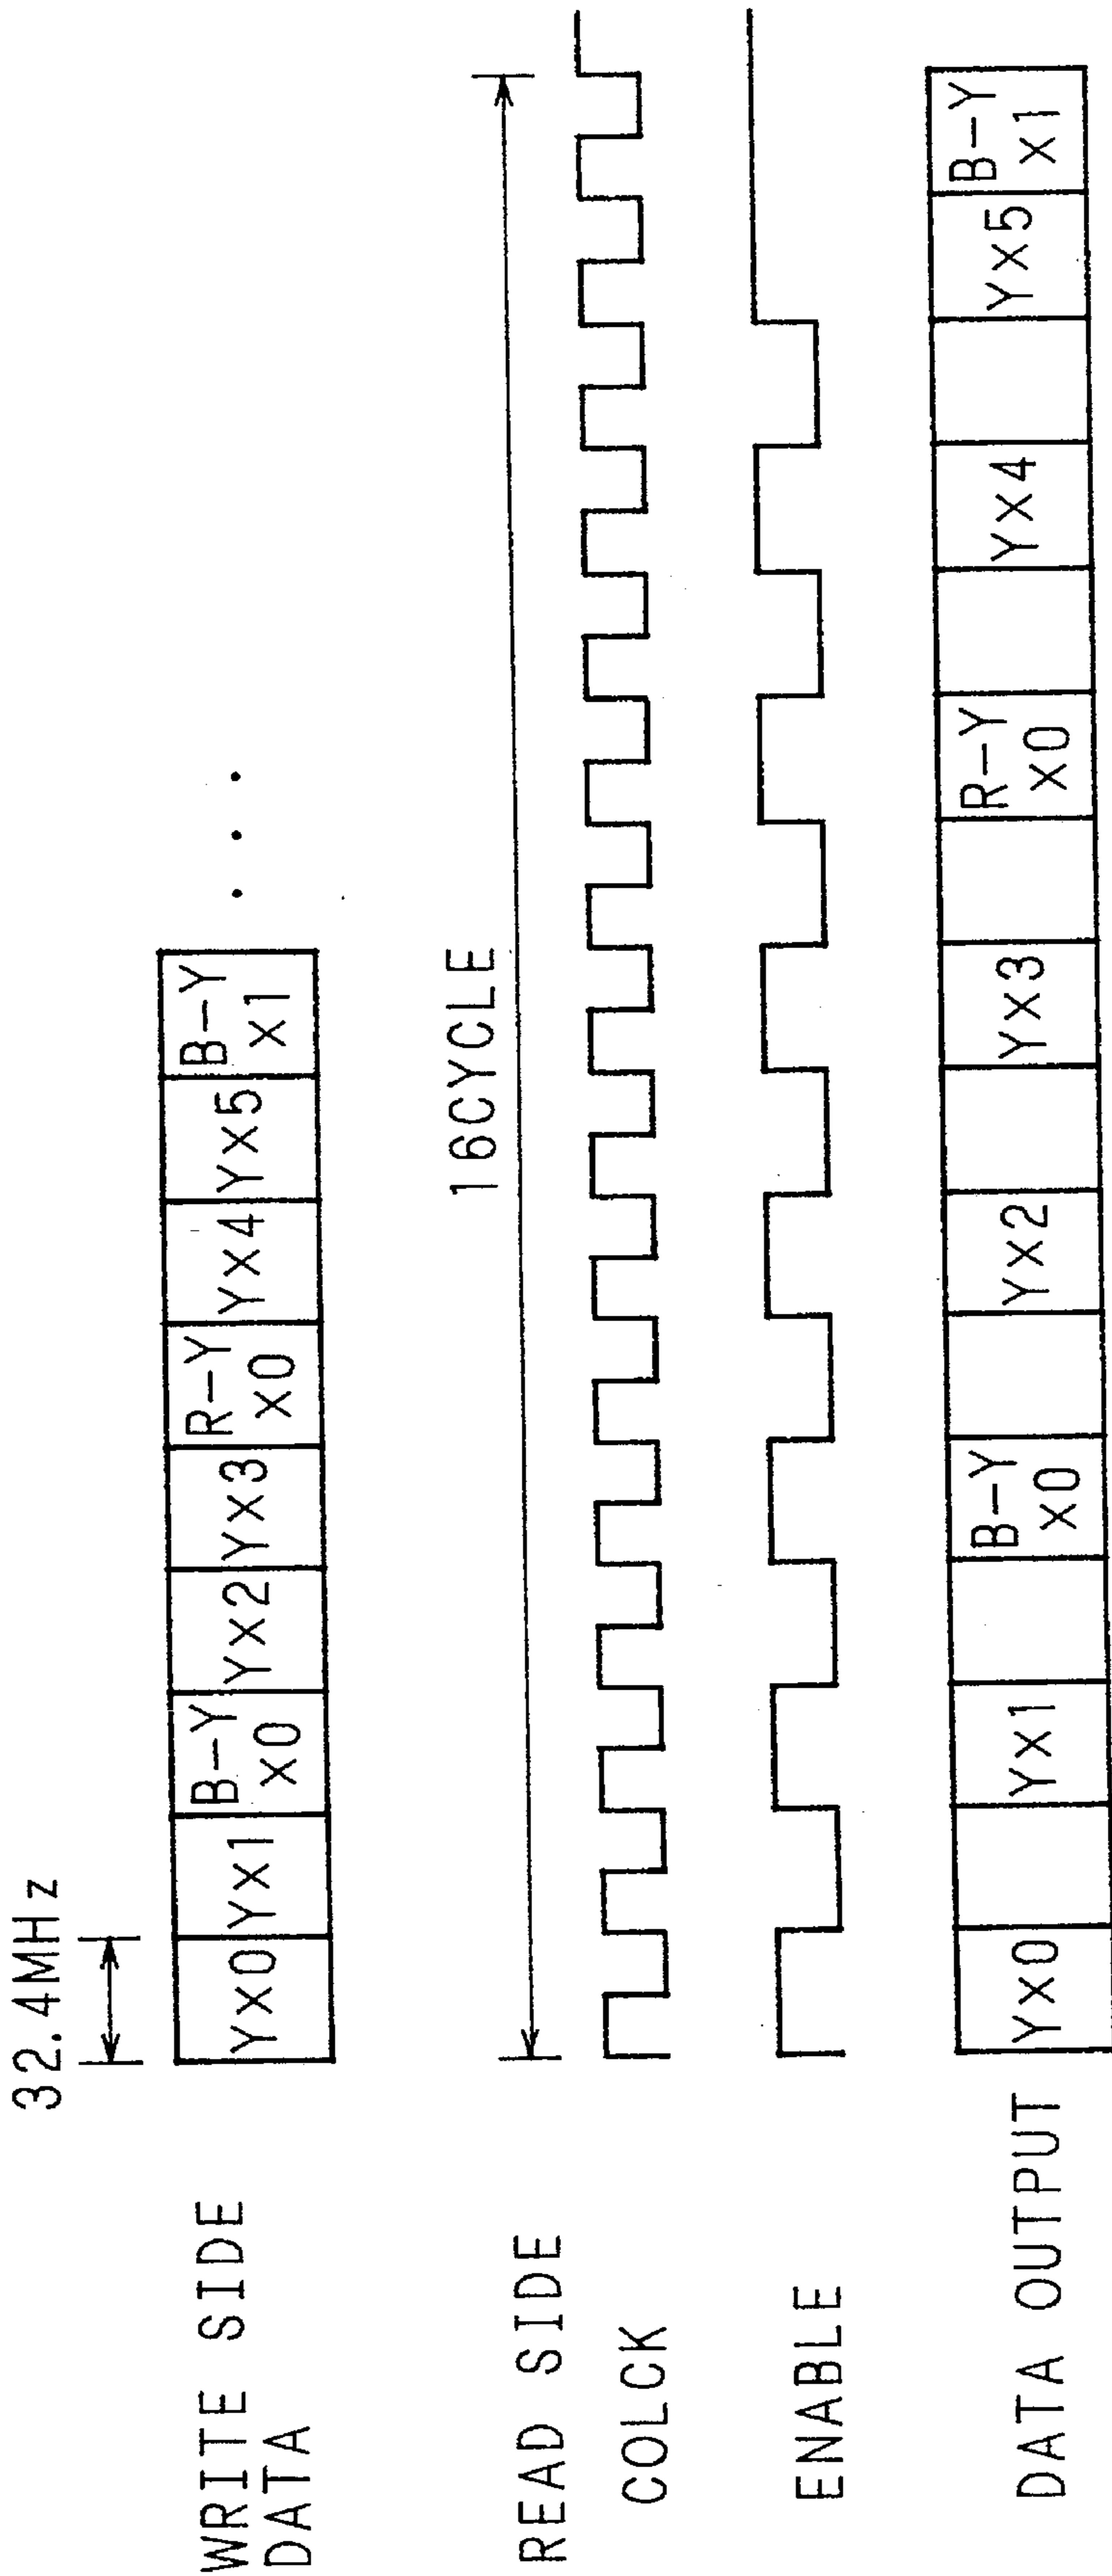 32.4MHz
WRITE SIDE
DATA
Yx0 Yx1 B-Y Yx2 Yx3 R-Y Yx4 Yx5 B-Y
x0 x0 x1
16CYCLE
READ SIDE
COLCK
ENABLE
DATA OUTPUT
Yx0 Yx1 B-Y Yx2 Yx3 R-Y Yx4 Yx5 B-Y
x0 x0 x1